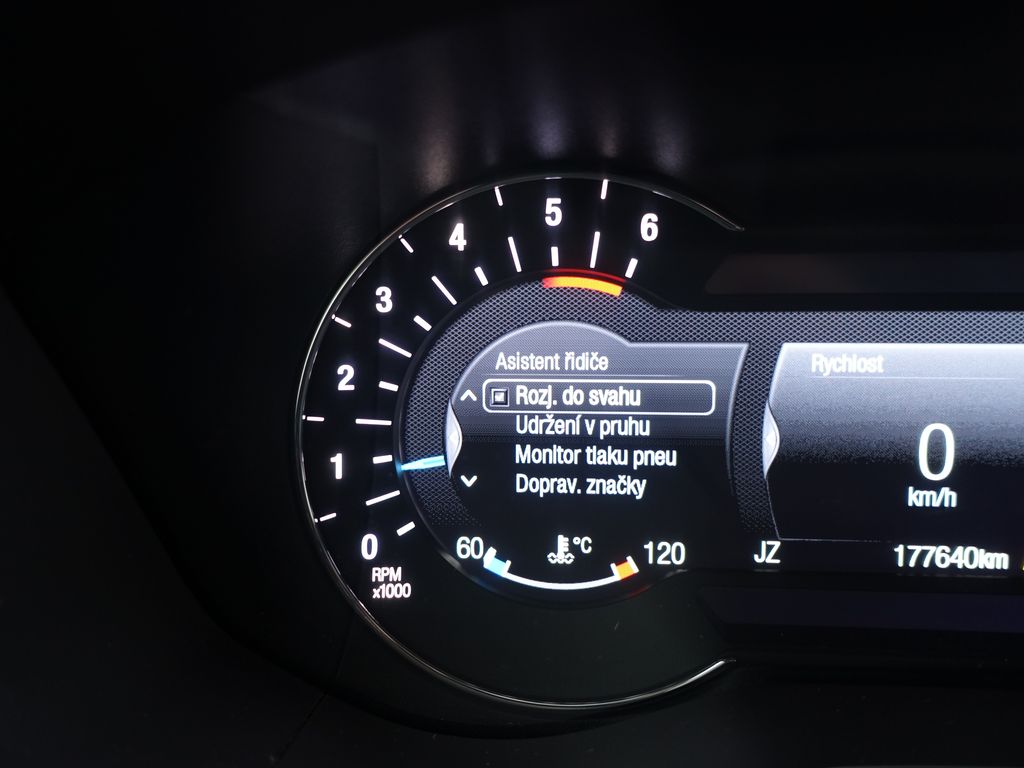 6
5
4
3
2
1
0
RPM
x1000
Asistent řidiče
Rozj. do svahu
Udržení v pruhu
Monitor tlaku pneu
Doprav. značky
60 °C 120
Rychlost
0
km/h
JZ 177640km